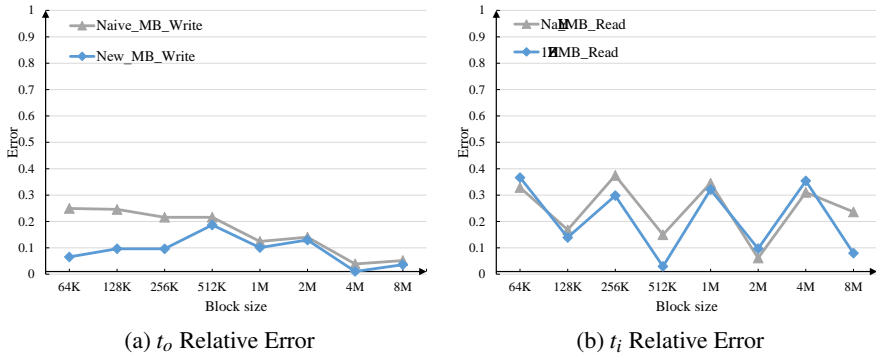 1
0.9
0.8
0.7
0.6
0.5
0.4
0.3
0.2
0.1
0
Error
Naive_MB_Write
New_MB_Write
64K 128K 256K 512K 1M 2M 4M 8M
Block size
(a) t_o Relative Error
1
0.9
0.8
0.7
0.6
0.5
0.4
0.3
0.2
0.1
0
Error
MB_Read
MB_Read
64K 128K 256K 512K 1M 2M 4M 8M
Block size
(b) t_i Relative Error